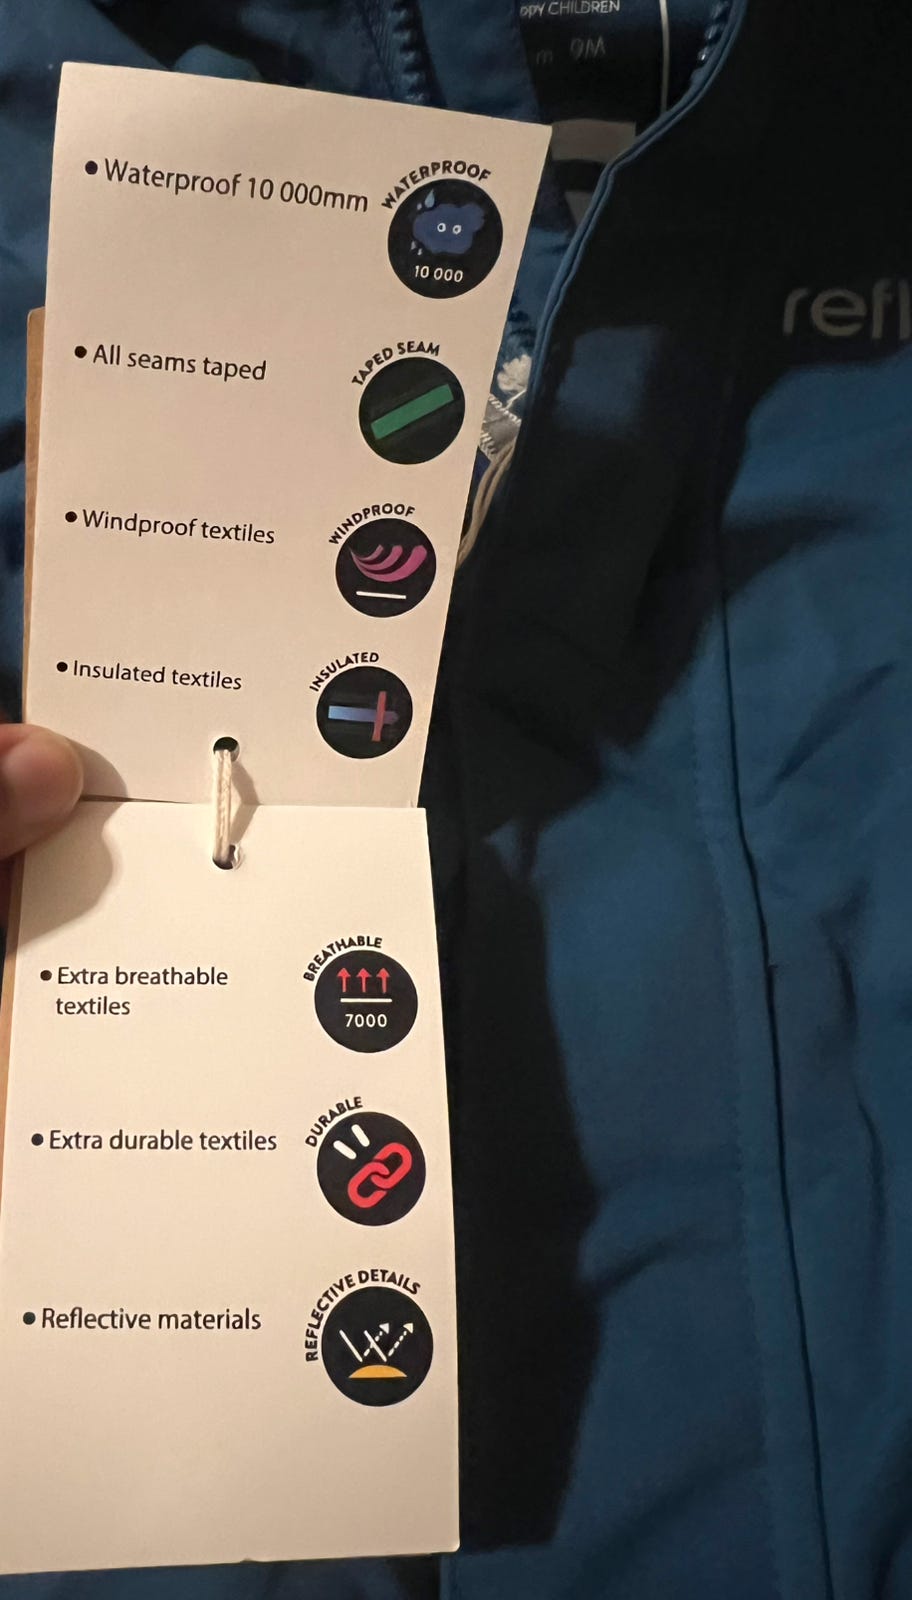 CHILDREN
9M
• Waterproof 10 000mm
WATERPROOF
10 000
refl
• All seams taped
TAPED SEAM
• Windproof textiles
WINDPROOF
• Insulated textiles
INSULATED
• Extra breathable
textiles
BREATHABLE
7000
• Extra durable textiles
DURABLE
• Reflective materials
REFLECTIVE DETAILS